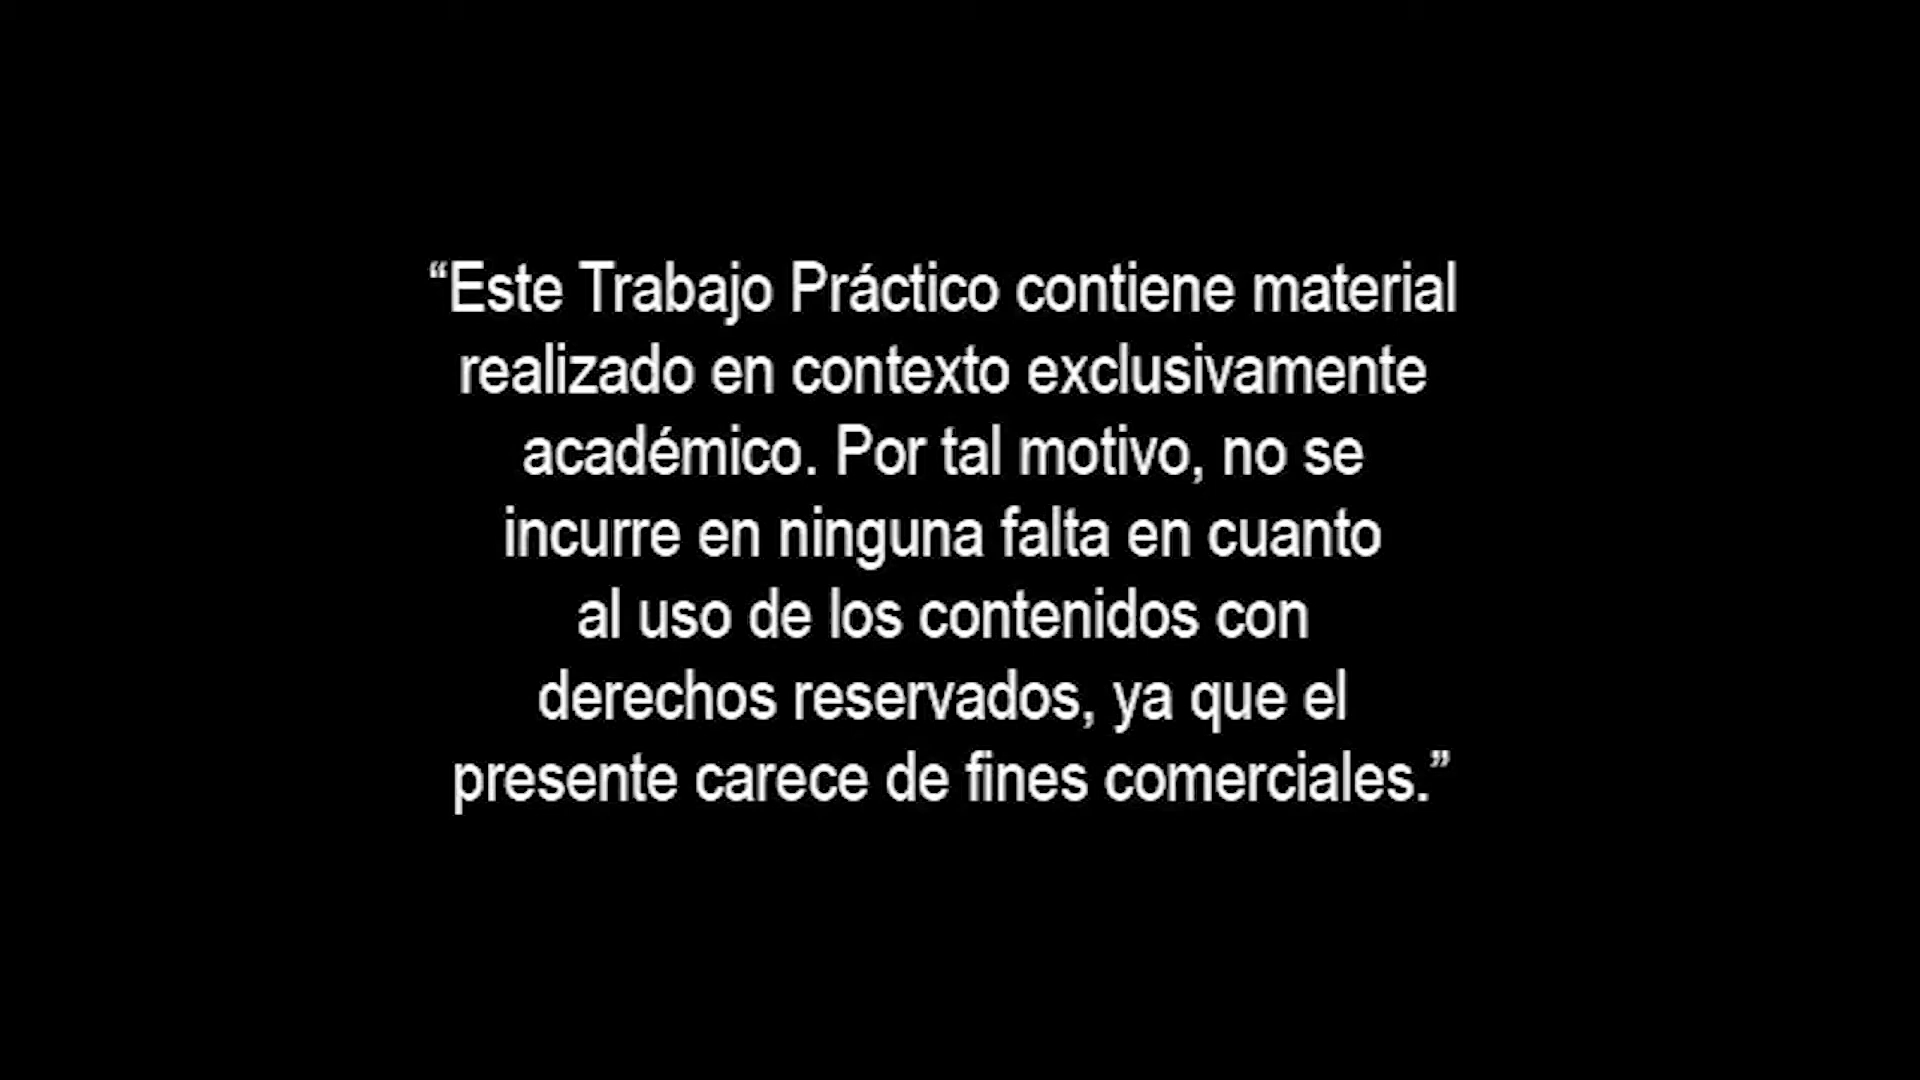 “Este Trabajo Práctico contiene material
realizado en contexto exclusivamente
académico. Por tal motivo, no se
incurre en ninguna falta en cuanto
al uso de los contenidos con
derechos reservados, ya que el
presente carece de fines comerciales.”